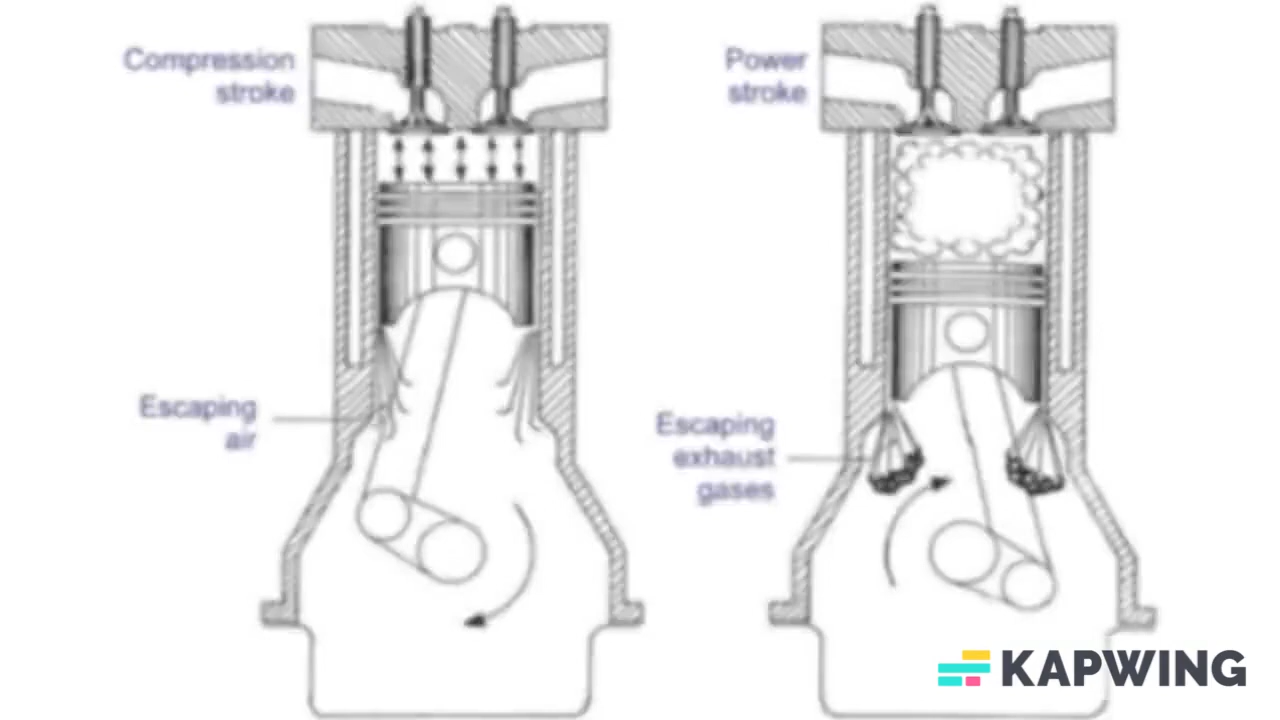 Compression
stroke
Power
stroke
Escaping
air
Escaping
exhaust
gases
KAPWING